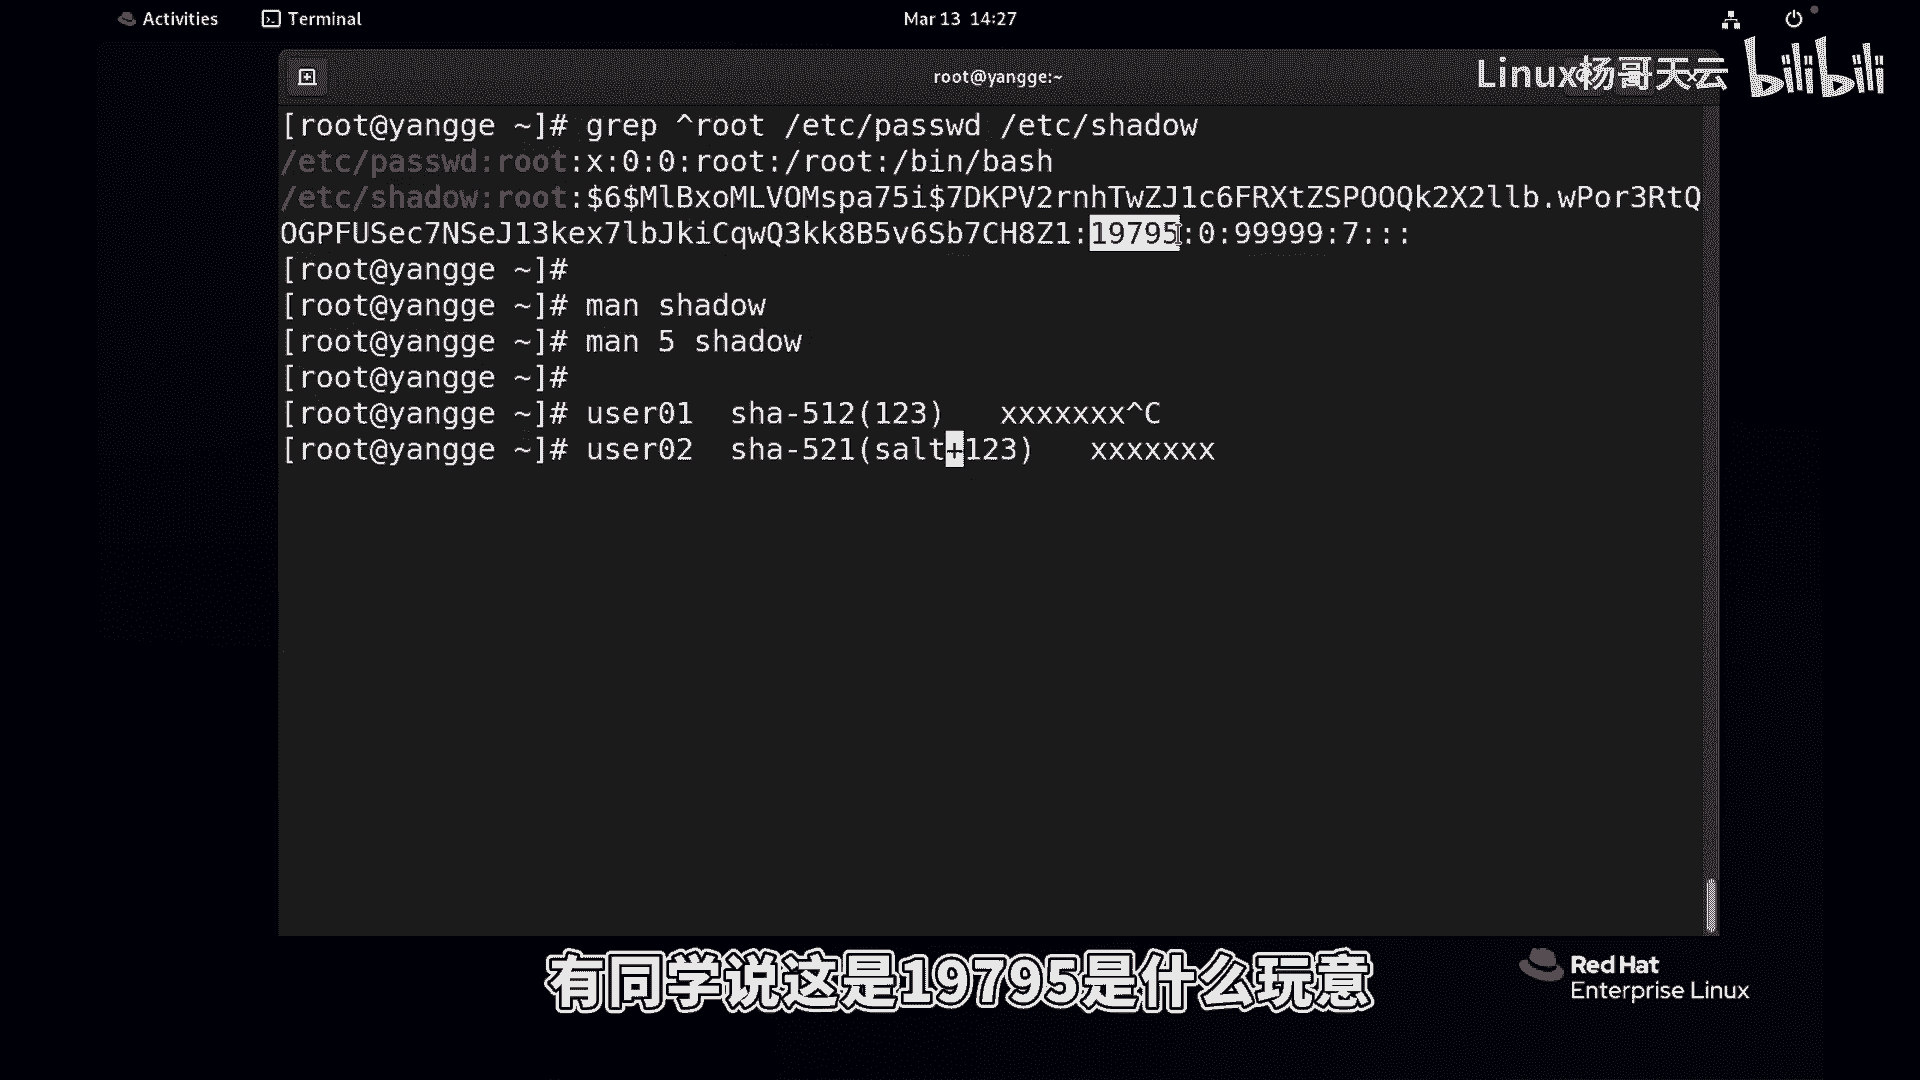 Activities
Terminal
Mar 13 14:27
root@yangge:~
Linux杨哥天云 bilibili
[root@yangge ~]# grep ^root /etc/passwd /etc/shadow
/etc/passwd:root:x:0:0:root:/root:/bin/bash
/etc/shadow:root:$6$MlBxoMLVOMspa75i$7DKPV2rnhTwZJ1c6FRXtZSPOOQk2X2llb.wPor3RtQ
OGPFUSec7NSeJ13kex7lbJkiCqwQ3kk8B5v6Sb7CH8Z1:19795:0:99999:7:::
[root@yangge ~]#
[root@yangge ~]# man shadow
[root@yangge ~]# man 5 shadow
[root@yangge ~]#
[root@yangge ~]# user01  sha-512(123)   xxxxxxx^C
[root@yangge ~]# user02  sha-521(salt+123)   xxxxxxx
有同学说这是19795是什么玩意
Red Hat
Enterprise Linux